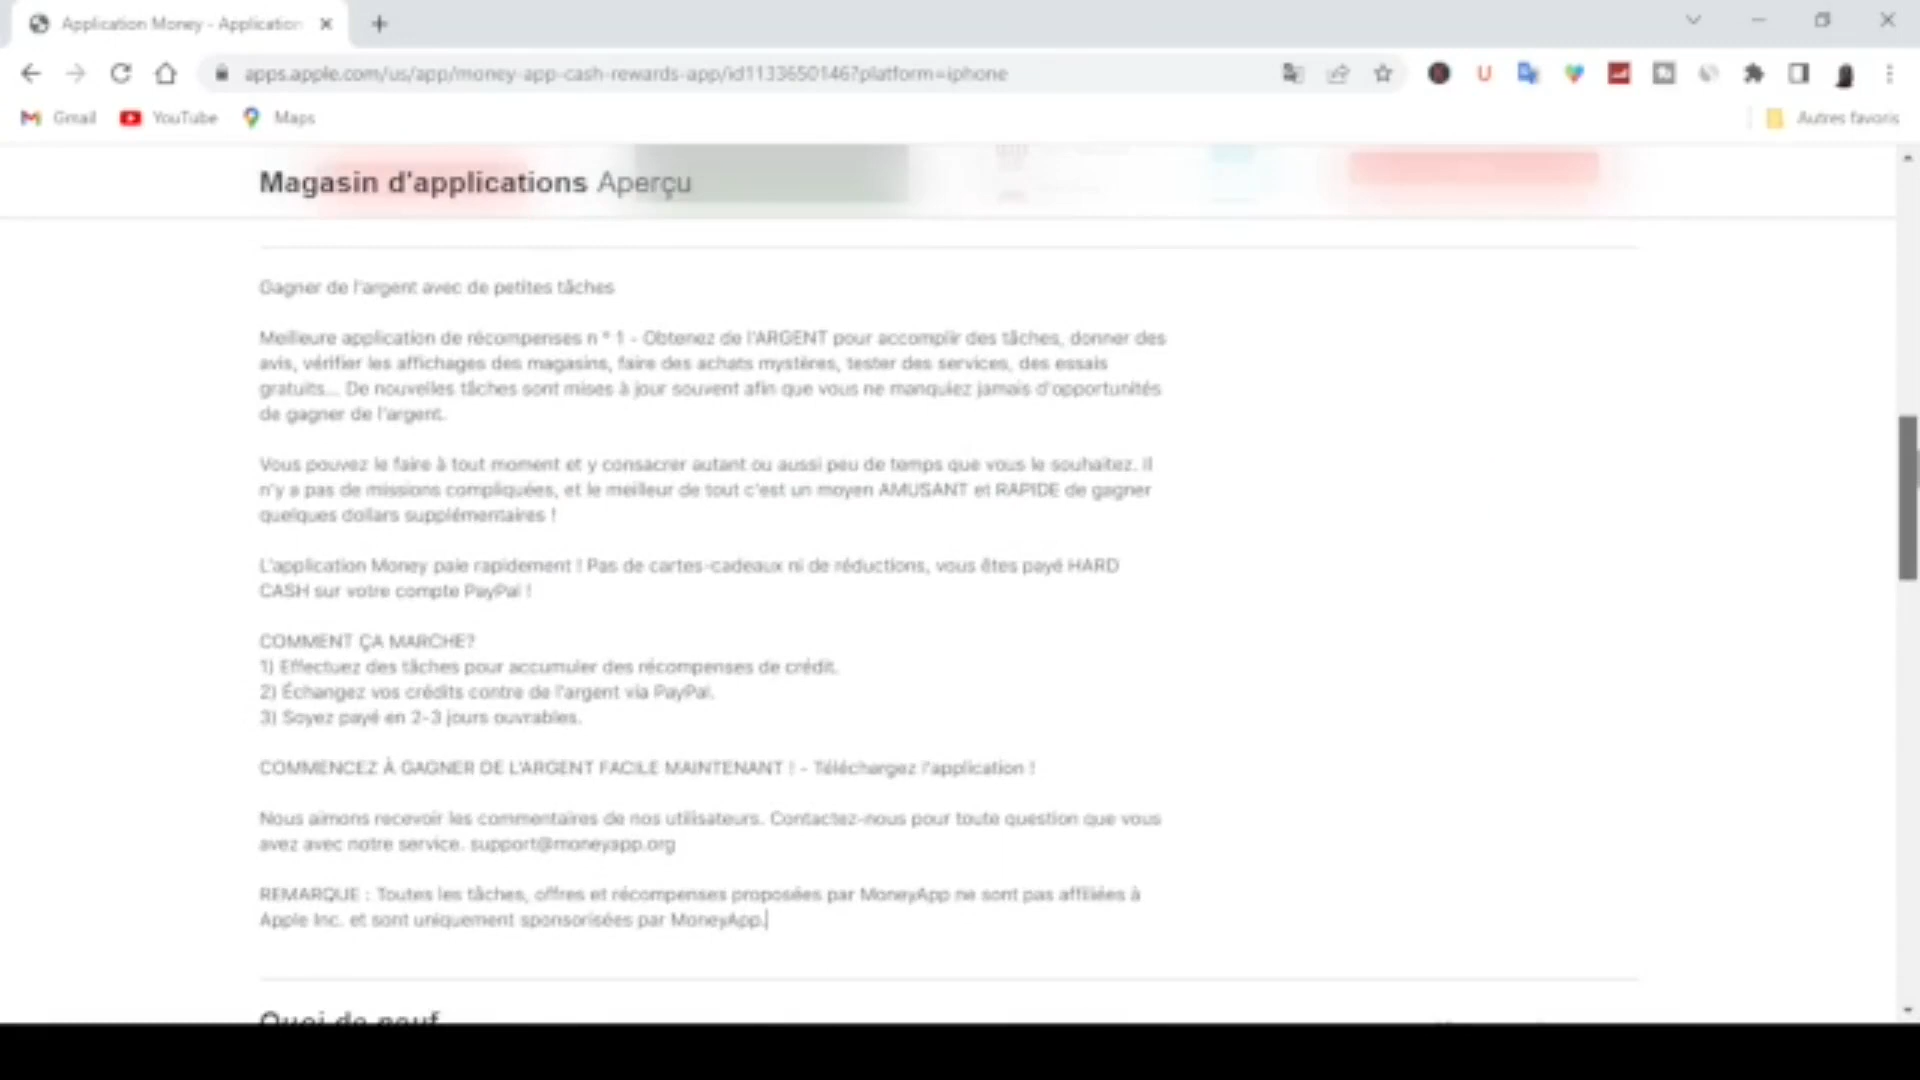 Application Money - Application
apps.apple.com/us/app/money-app-cash-rewards-app/id1133650146?platform=iphone
Gmail YouTube Maps Autres favoris
Magasin d'applications Aperçu
Gagner de l'argent avec de petites tâches
Meilleure application de récompenses n ° 1 - Obtenez de l'ARGENT pour accomplir des tâches, donner des
avis, vérifier les affichages des magasins, faire des achats mystères, tester des services, des essais
gratuits... De nouvelles tâches sont mises à jour souvent afin que vous ne manquiez jamais d'opportunités
de gagner de l'argent.
Vous pouvez le faire à tout moment et y consacrer autant ou aussi peu de temps que vous le souhaitez. Il
n'y a pas de missions compliquées, et le meilleur de tout c'est un moyen AMUSANT et RAPIDE de gagner
quelques dollars supplémentaires !
L'application Money paie rapidement ! Pas de cartes-cadeaux ni de réductions, vous êtes payé HARD
CASH sur votre compte PayPal !
COMMENT ÇA MARCHE?
1) Effectuez des tâches pour accumuler des récompenses de crédit.
2) Échangez vos crédits contre de l'argent via PayPal.
3) Soyez payé en 2-3 jours ouvrables.
COMMENCEZ À GAGNER DE L'ARGENT FACILE MAINTENANT ! - Téléchargez l'application !
Nous aimons recevoir les commentaires de nos utilisateurs. Contactez-nous pour toute question que vous
avez avec notre service. support@moneyapp.org
REMARQUE : Toutes les tâches, offres et récompenses proposées par MoneyApp ne sont pas affiliées à
Apple Inc. et sont uniquement sponsorisées par MoneyApp.
Quoi de neuf